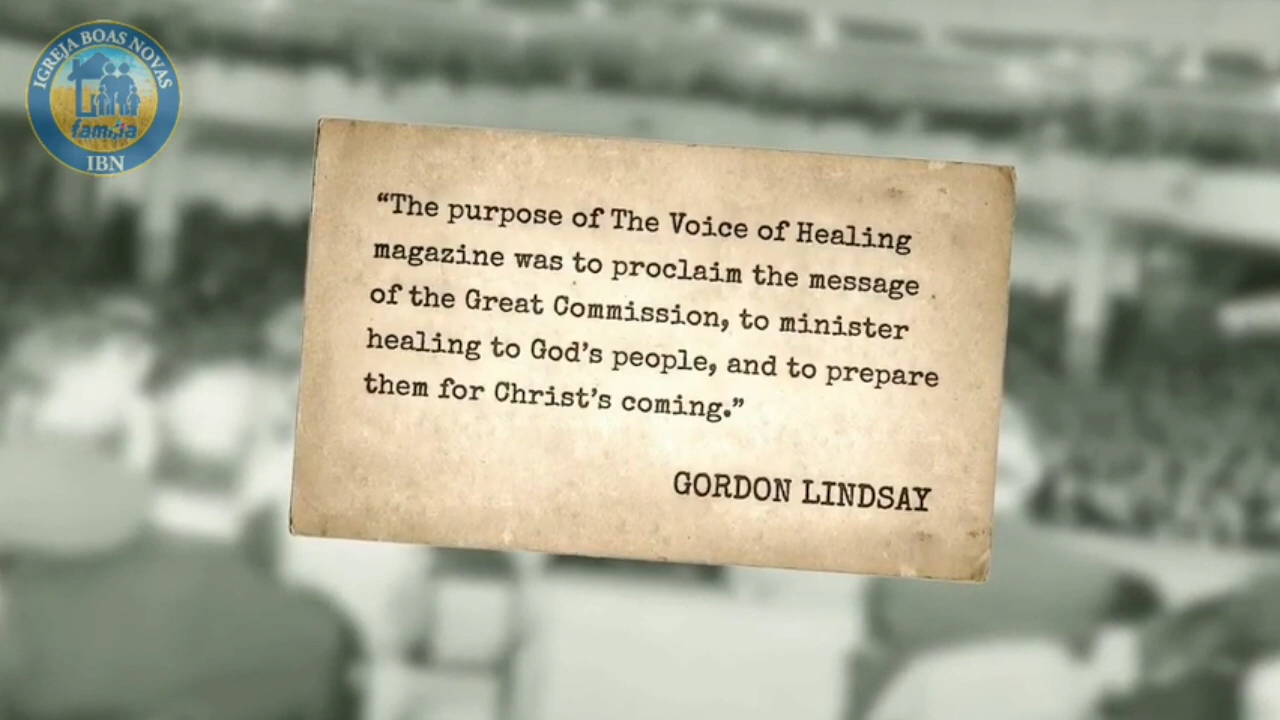 IGREJA BOAS NOVAS
família
IBN
“The purpose of The Voice of Healing
magazine was to proclaim the message
of the Great Commission, to minister
healing to God’s people, and to prepare
them for Christ’s coming.”
GORDON LINDSAY